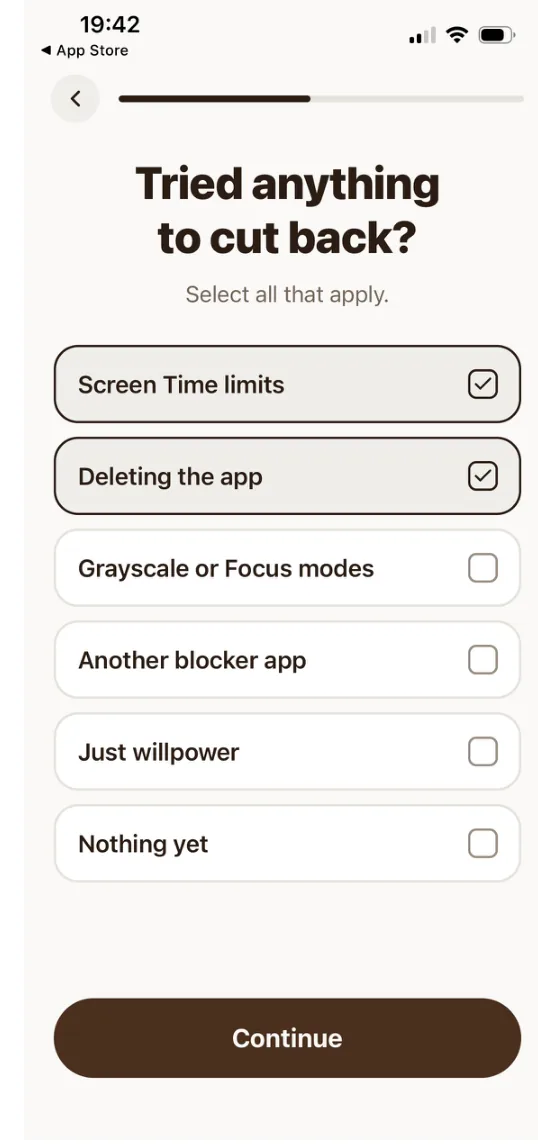 19:42
◀ App Store
Tried anything
to cut back?
Select all that apply.
Screen Time limits
Deleting the app
Grayscale or Focus modes
Another blocker app
Just willpower
Nothing yet
Continue